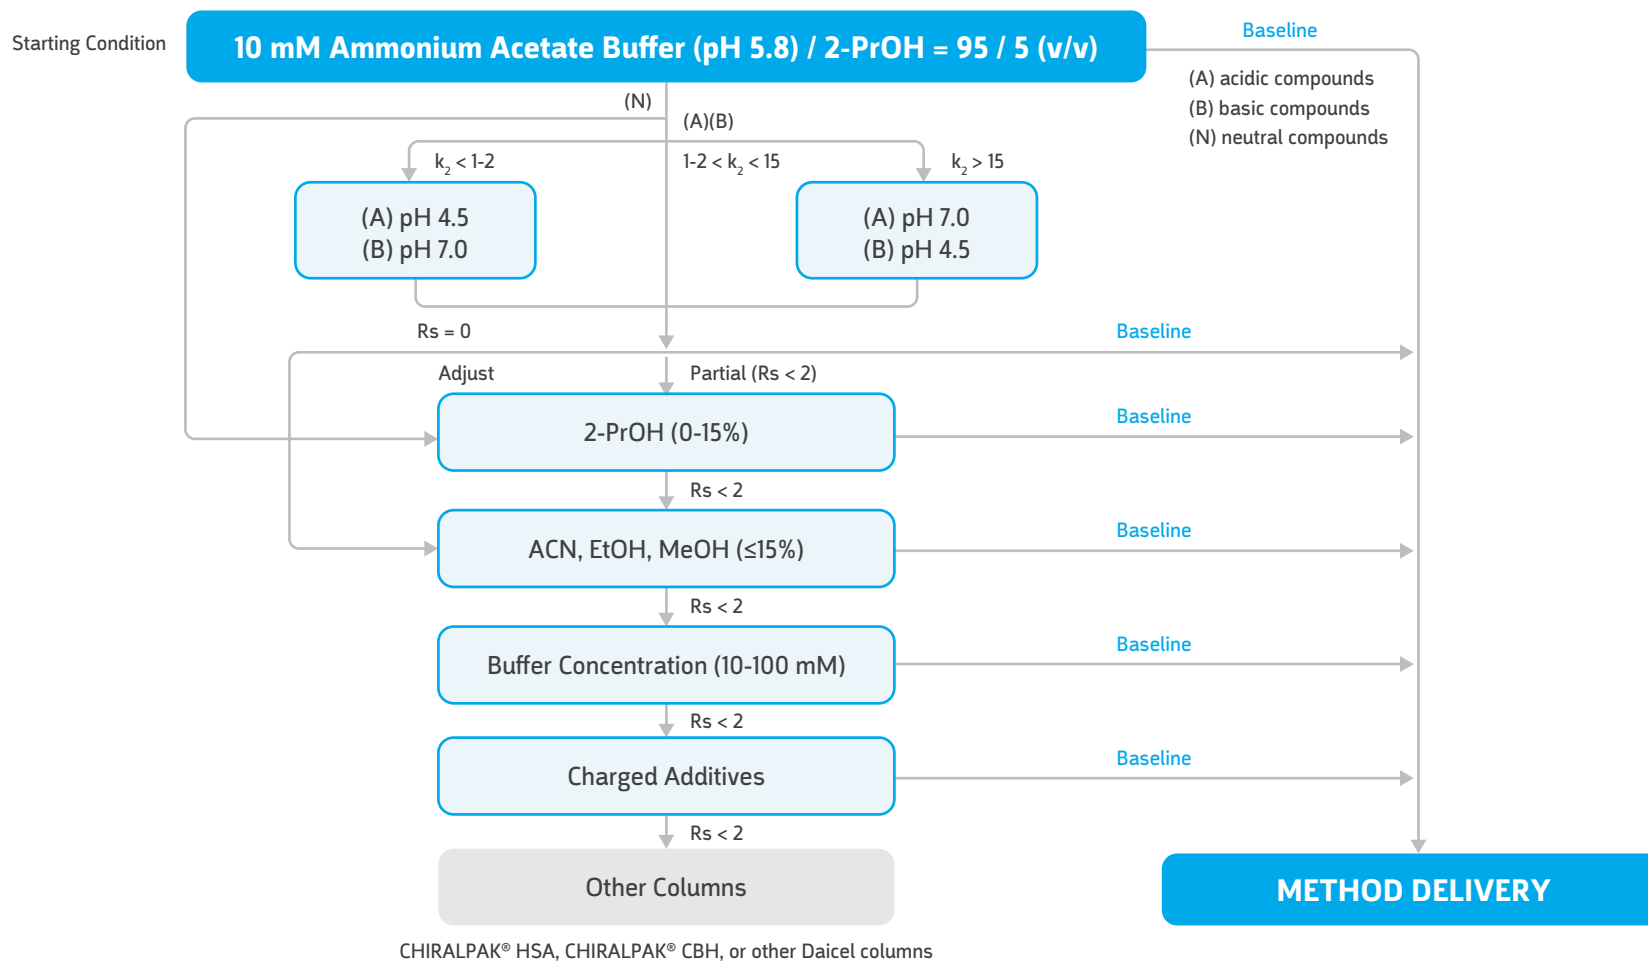 Starting Condition
10 mM Ammonium Acetate Buffer (pH 5.8) / 2-PrOH = 95 / 5 (v/v)
Baseline
(A) acidic compounds
(B) basic compounds
(N) neutral compounds
(N)
(A)(B)
k₂ < 1-2
1-2 < k₂ < 15
k₂ > 15
(A) pH 4.5
(B) pH 7.0
(A) pH 7.0
(B) pH 4.5
Rs = 0
Baseline
Adjust
Partial (Rs < 2)
2-PrOH (0-15%)
Baseline
Rs < 2
ACN, EtOH, MeOH (≤15%)
Baseline
Rs < 2
Buffer Concentration (10-100 mM)
Baseline
Rs < 2
Charged Additives
Baseline
Rs < 2
Other Columns
METHOD DELIVERY
CHIRALPAK® HSA, CHIRALPAK® CBH, or other Daicel columns